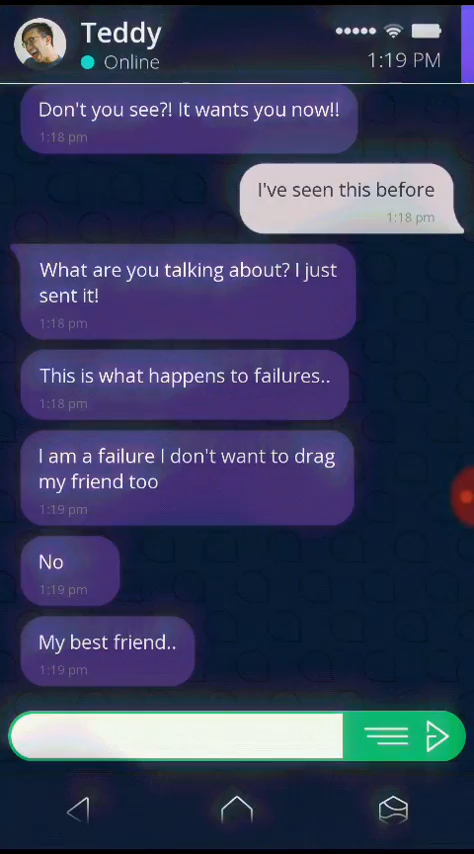 Teddy
Online
1:19 PM
Don't you see?! It wants you now!!
1:18 pm
I've seen this before
1:18 pm
What are you talking about? I just
sent it!
1:18 pm
This is what happens to failures..
1:18 pm
I am a failure I don't want to drag
my friend too
1:19 pm
No
1:19 pm
My best friend..
1:19 pm